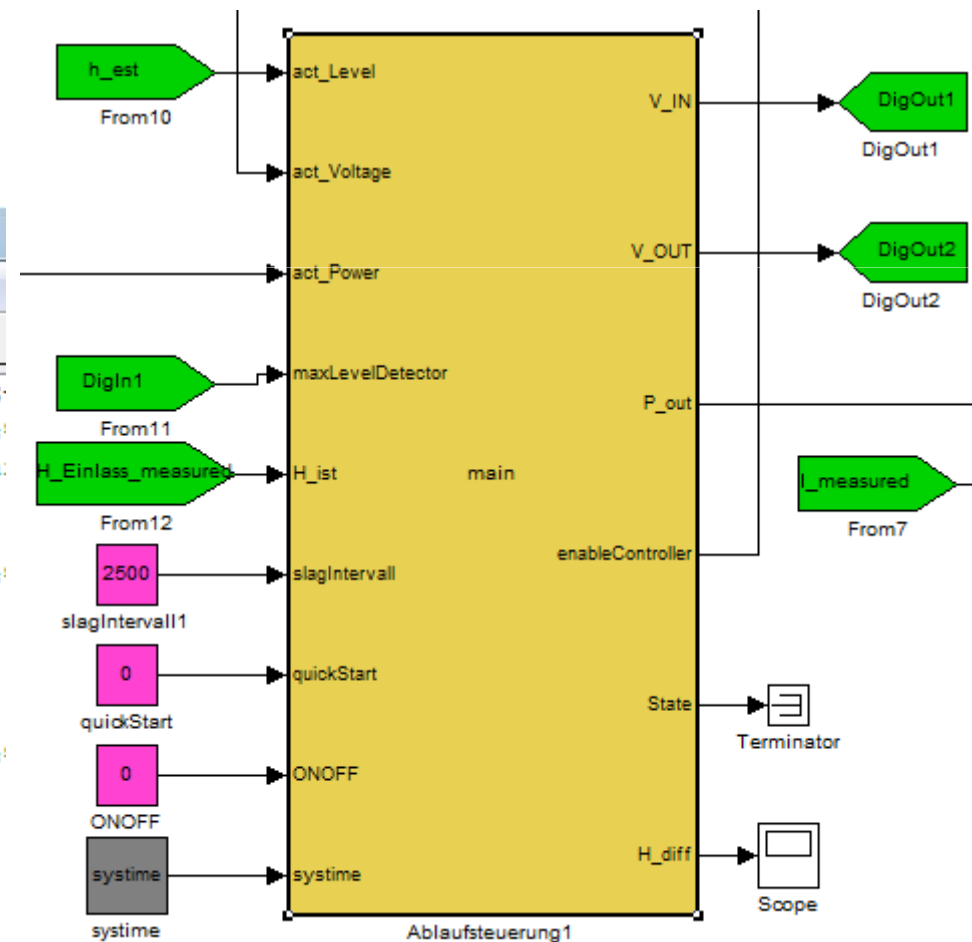 h_est
From10
act_Level
V_IN
DigOut1
DigOut1
act_Voltage
V_OUT
DigOut2
DigOut2
act_Power
DigIn1
From11
maxLevelDetector
P_out
H_Einlass_measured
From12
H_ist
main
I_measured
From7
enableController
2500
slagIntervall1
slagIntervall
0
quickStart
quickStart
State
Terminator
0
ONOFF
ONOFF
H_diff
Scope
systime
systime
systime
Ablaufsteuerung1